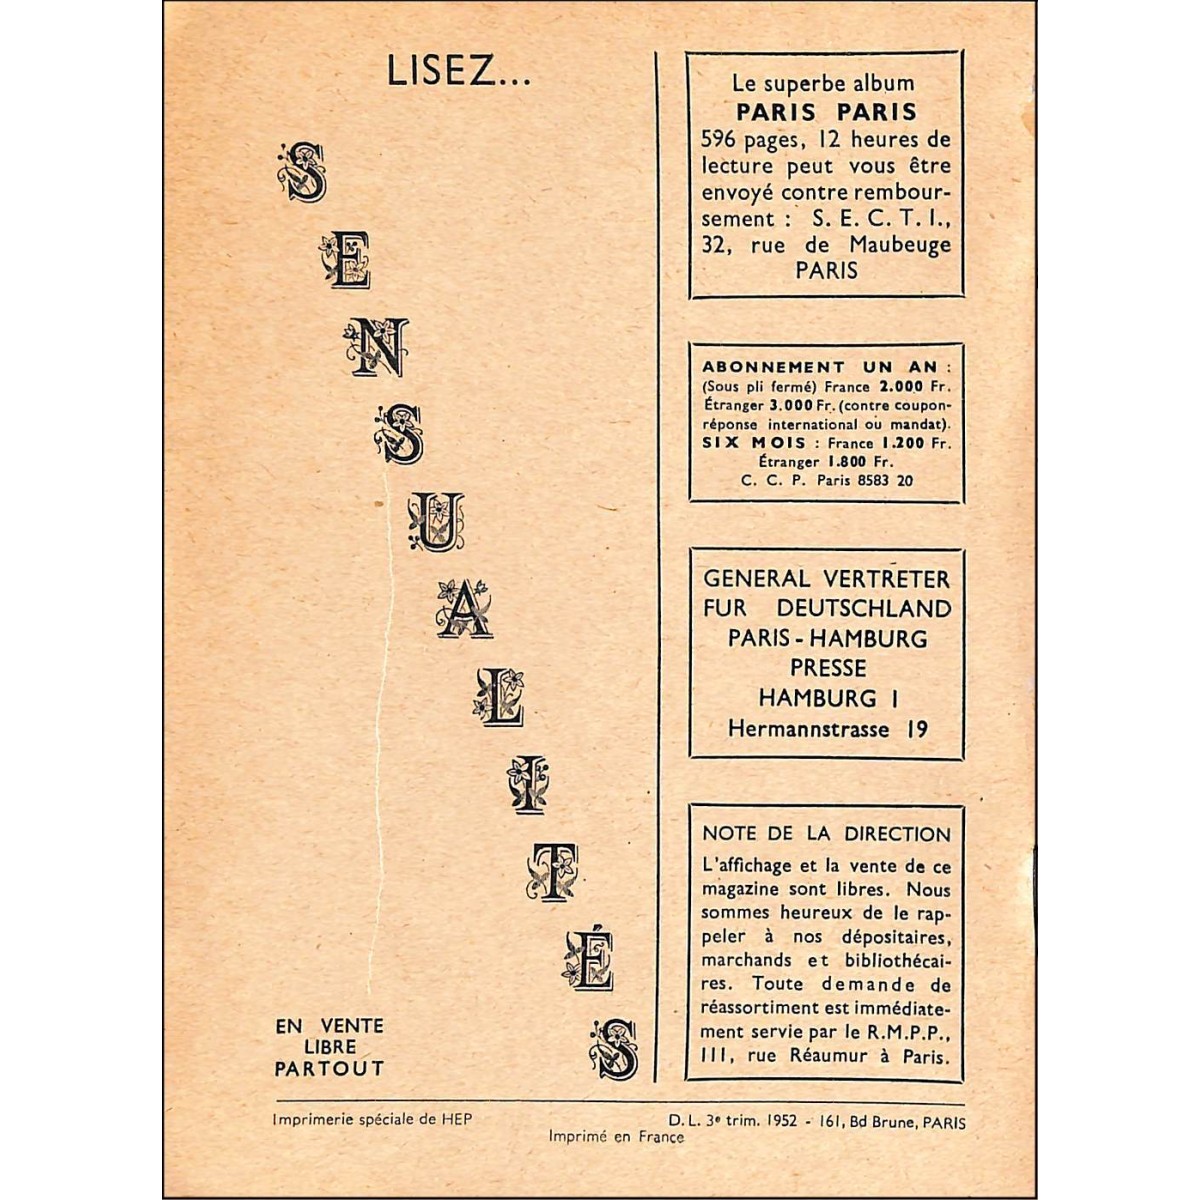 LISEZ...
SENSUALITÉS
EN VENTE
LIBRE
PARTOUT
Le superbe album
PARIS PARIS
596 pages, 12 heures de
lecture peut vous être
envoyé contre rembour-
sement : S. E. C. T. I.,
32, rue de Maubeuge
PARIS
ABONNEMENT UN AN :
(Sous pli fermé) France 2.000 Fr.
Étranger 3.000 Fr. (contre coupon-
réponse international ou mandat).
SIX MOIS : France 1.200 Fr.
Étranger 1.800 Fr.
C. C. P. Paris 8583 20
GENERAL VERTRETER
FUR DEUTSCHLAND
PARIS - HAMBURG
PRESSE
HAMBURG 1
Hermannstrasse 19
NOTE DE LA DIRECTION
L'affichage et la vente de ce
magazine sont libres. Nous
sommes heureux de le rap-
peler à nos dépositaires,
marchands et bibliothécai-
res. Toute demande de
réassortiment est immédiate-
ment servie par le R.M.P.P.,
111, rue Réaumur à Paris.
Imprimerie spéciale de HEP
D. L. 3e trim. 1952 - 161, Bd Brune, PARIS
Imprimé en France